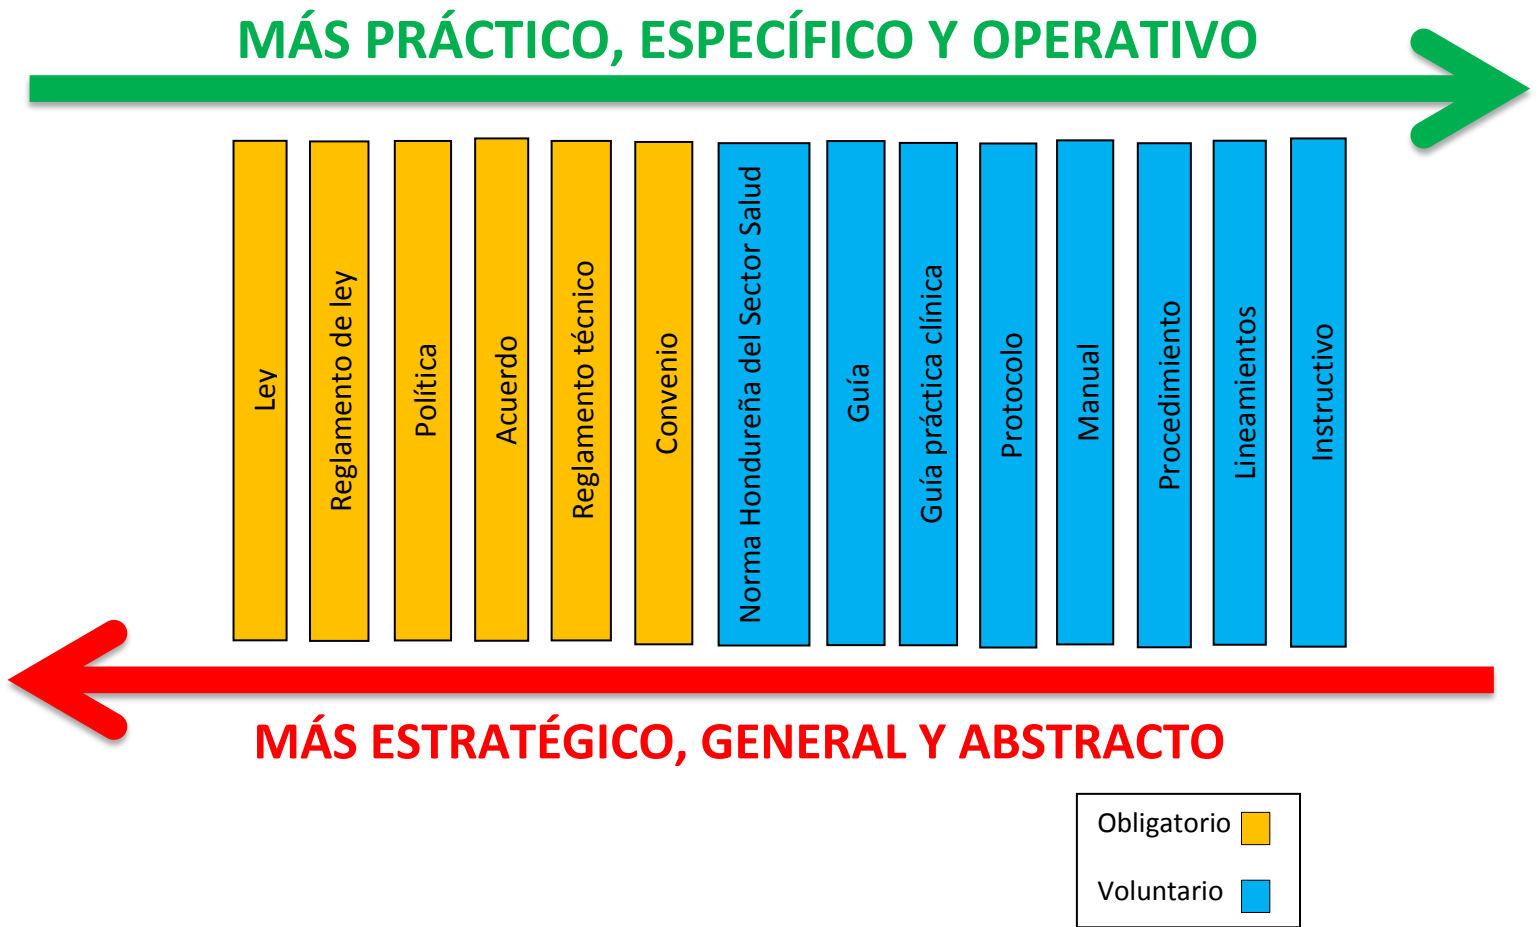 MÁS PRÁCTICO, ESPECÍFICO Y OPERATIVO
Ley
Reglamento de ley
Política
Acuerdo
Reglamento técnico
Convenio
Norma Hondureña del Sector Salud
Guía
Guía práctica clínica
Protocolo
Manual
Procedimiento
Lineamientos
Instructivo
MÁS ESTRATÉGICO, GENERAL Y ABSTRACTO
Obligatorio
Voluntario